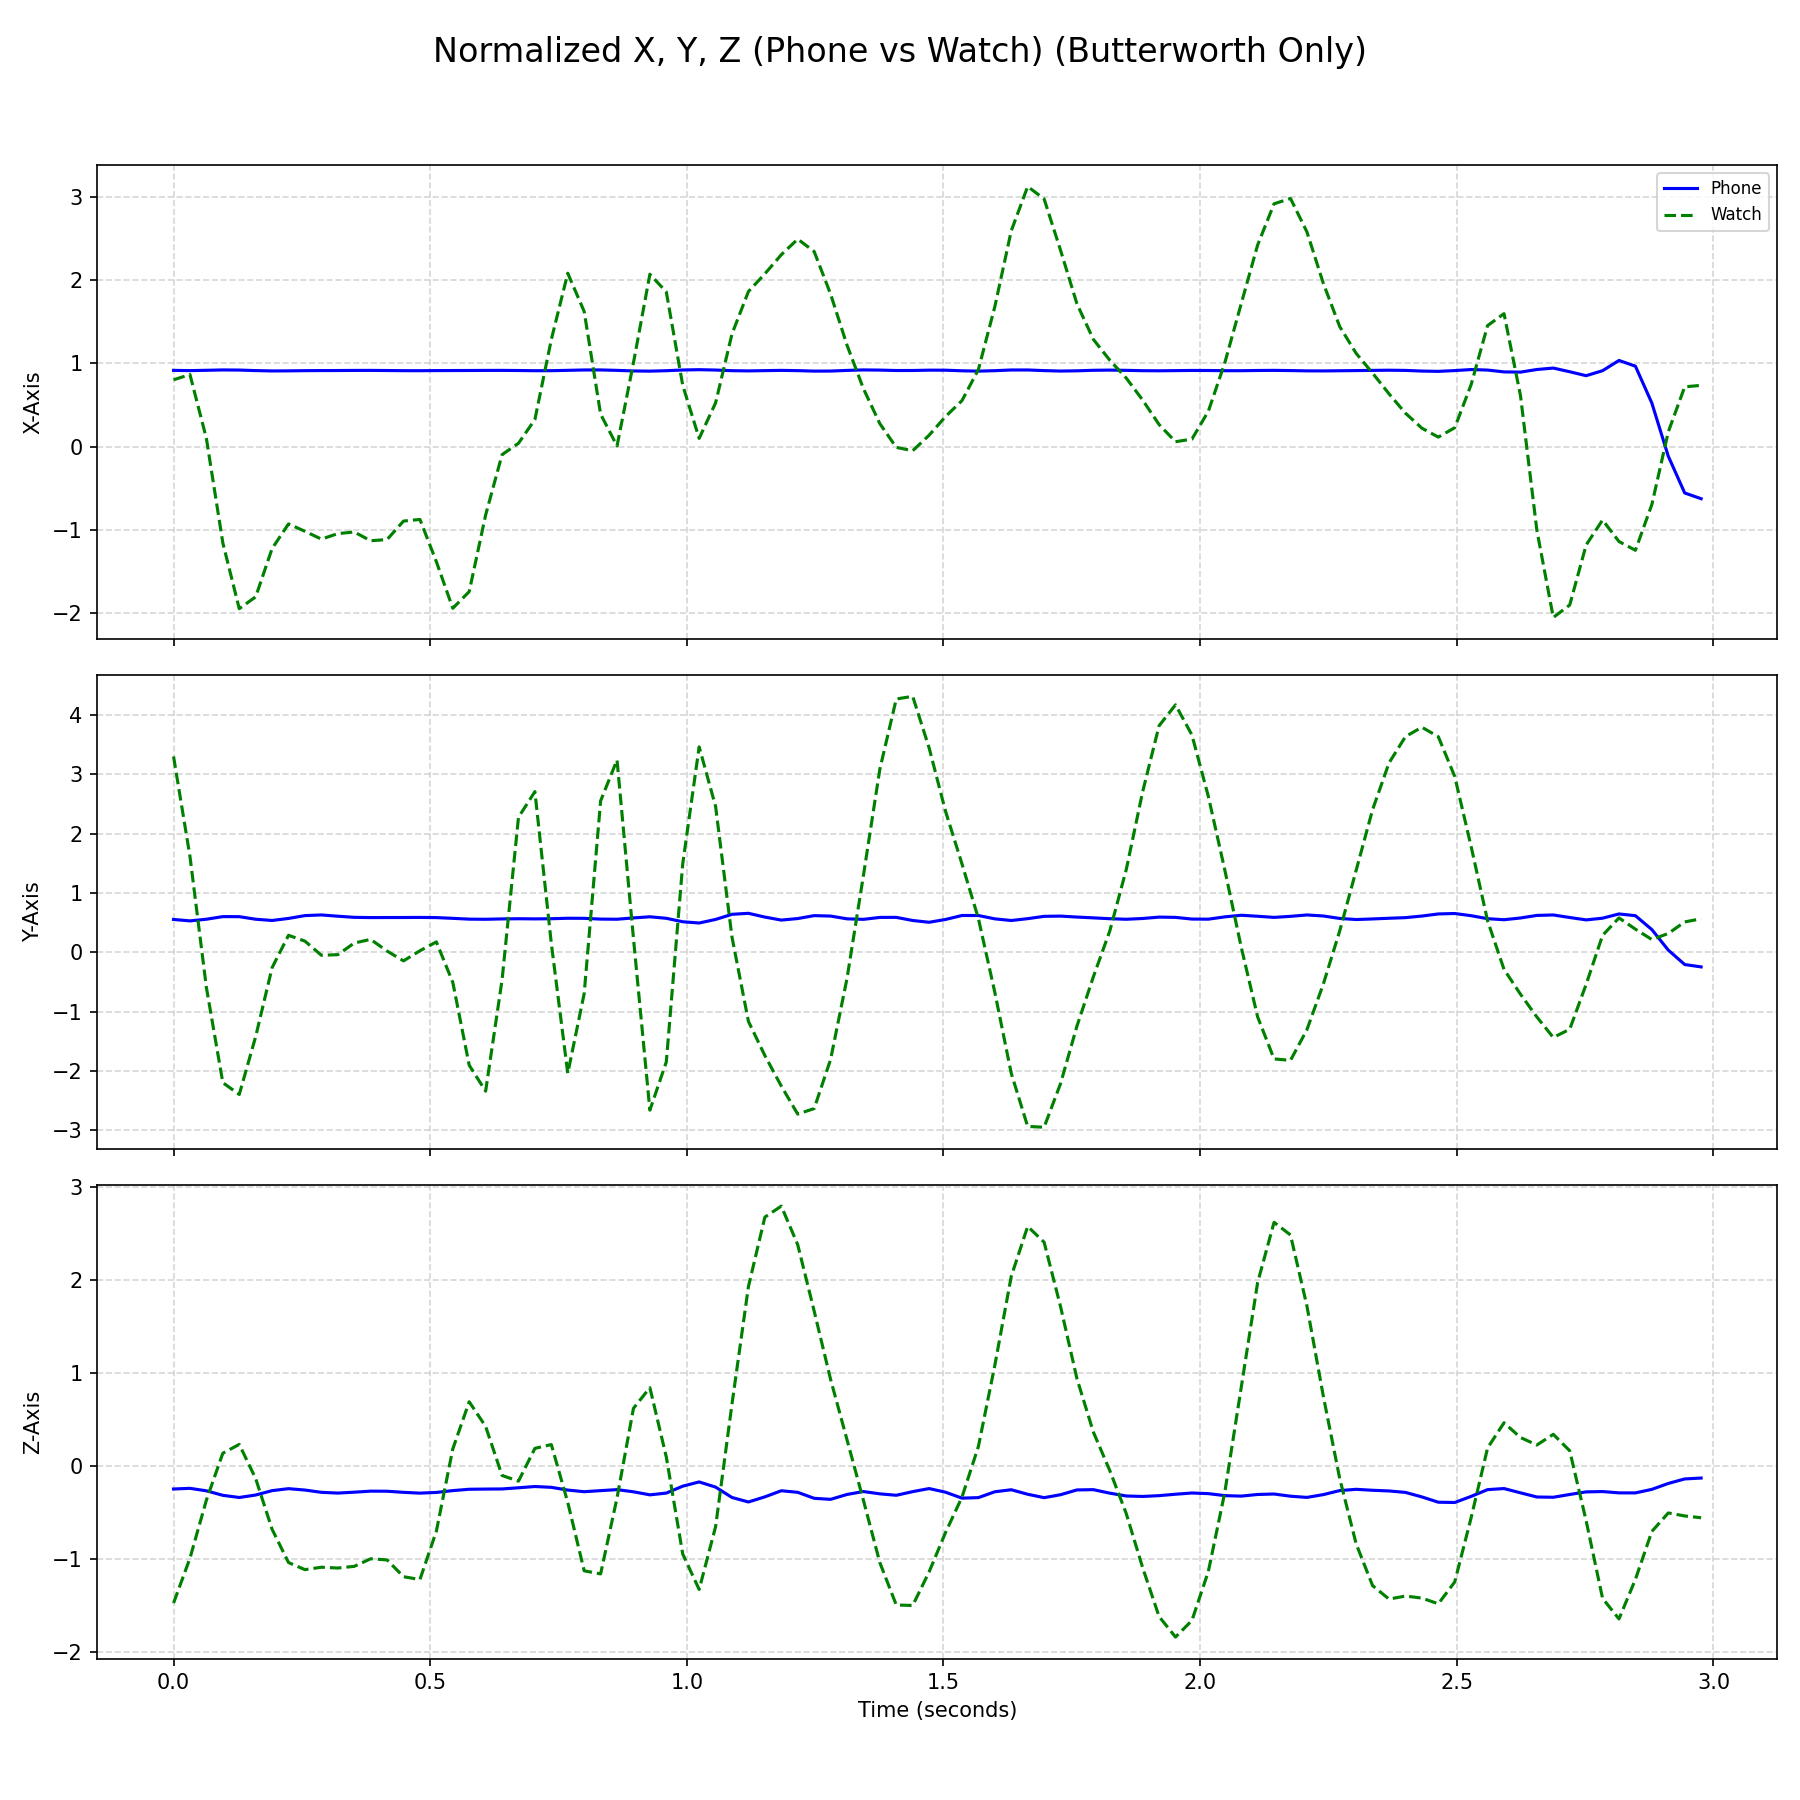 Normalized X, Y, Z (Phone vs Watch) (Butterworth Only)
Phone
Watch
3
2
1
0
−1
−2
X-Axis
4
3
2
1
0
−1
−2
−3
Y-Axis
3
2
1
0
−1
−2
Z-Axis
0.0 0.5 1.0 1.5 2.0 2.5 3.0
Time (seconds)